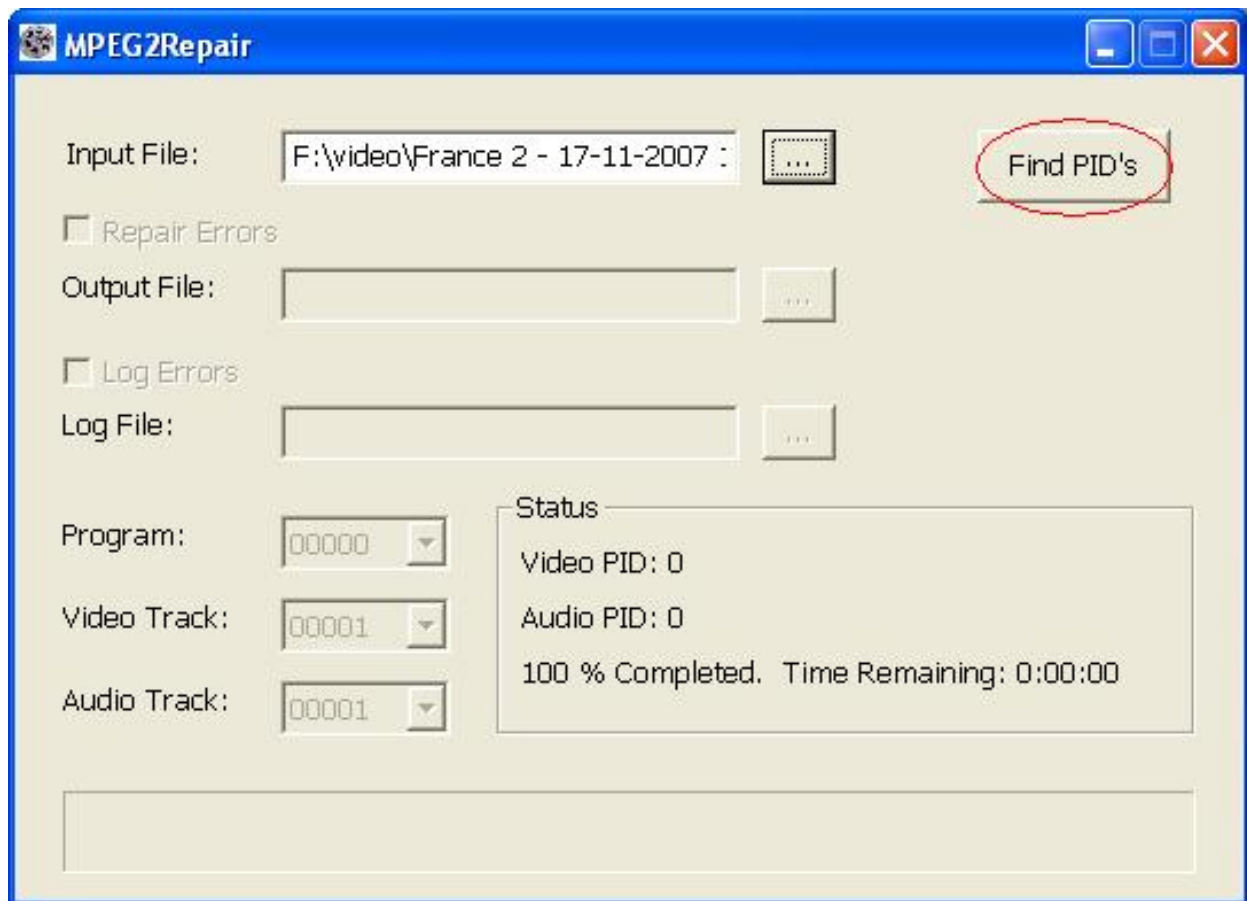 MPEG2Repair
Input File: F:\video\France 2 - 17-11-2007 : ... Find PID's
Repair Errors
Output File: ...
Log Errors
Log File: ...
Status
Program: 00000
Video PID: 0
Video Track: 00001
Audio PID: 0
100 % Completed. Time Remaining: 0:00:00
Audio Track: 00001